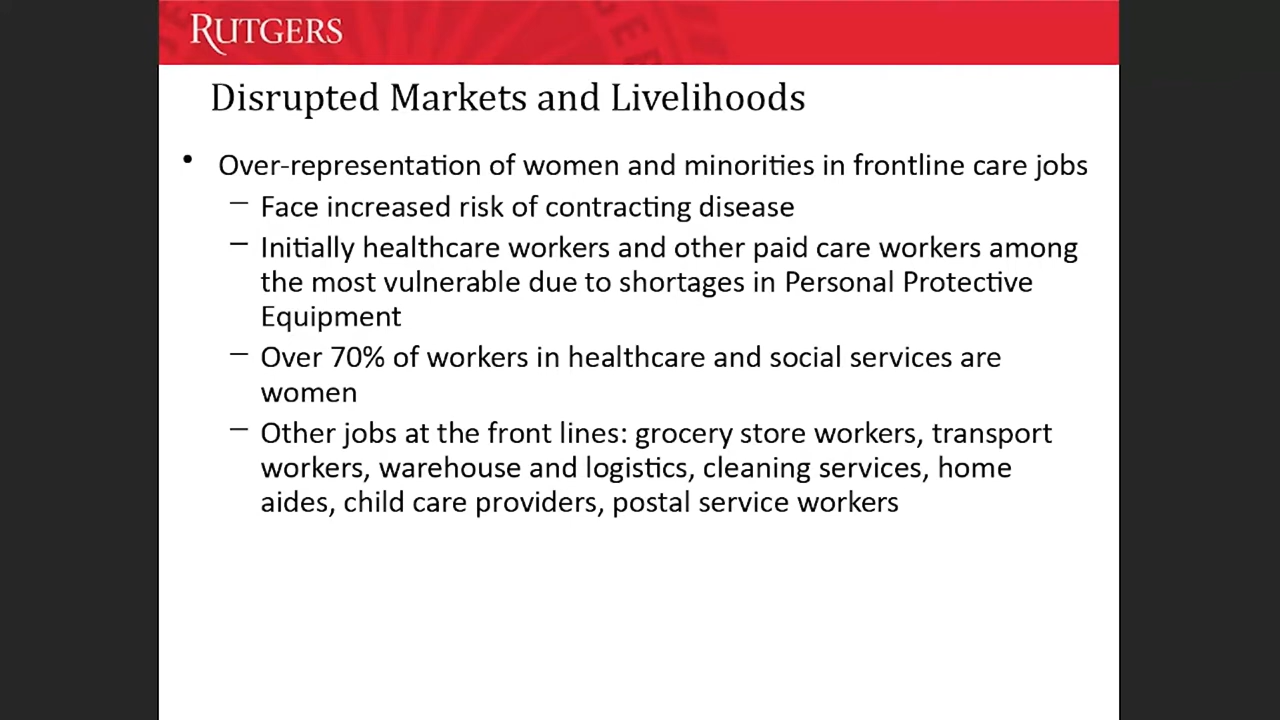 RUTGERS
Disrupted Markets and Livelihoods
• Over-representation of women and minorities in frontline care jobs
– Face increased risk of contracting disease
– Initially healthcare workers and other paid care workers among
the most vulnerable due to shortages in Personal Protective
Equipment
– Over 70% of workers in healthcare and social services are
women
– Other jobs at the front lines: grocery store workers, transport
workers, warehouse and logistics, cleaning services, home
aides, child care providers, postal service workers